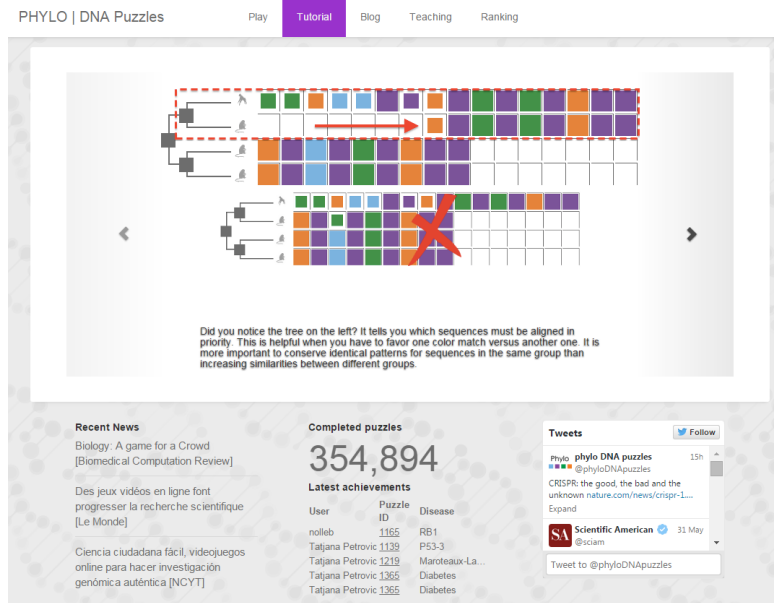 PHYLO | DNA Puzzles
Play
Tutorial
Blog
Teaching
Ranking
Did you notice the tree on the left? It tells you which sequences must be aligned in
priority. This is helpful when you have to favor one color match versus another one. It is
more important to conserve identical patterns for sequences in the same group than
increasing similarities between different groups.
Recent News
Biology: A game for a Crowd
[Biomedical Computation Review]
Des jeux vidéos en ligne font
progresser la recherche scientifique
[Le Monde]
Ciencia ciudadana fácil, videojuegos
online para hacer investigación
genómica auténtica [NCYT]
Completed puzzles
354,894
Latest achievements
User Puzzle ID Disease
nolleb 1165 RB1
Tatjana Petrovic 1139 P53-3
Tatjana Petrovic 1219 Maroteaux-La...
Tatjana Petrovic 1365 Diabetes
Tatjana Petrovic 1365 Diabetes
Tweets
Follow
Phylo
phylo DNA puzzles 15h
@phyloDNApuzzles
CRISPR: the good, the bad and the
unknown nature.com/news/crispr-1....
Expand
SA
Scientific American 31 May
@sciam
Tweet to @phyloDNApuzzles